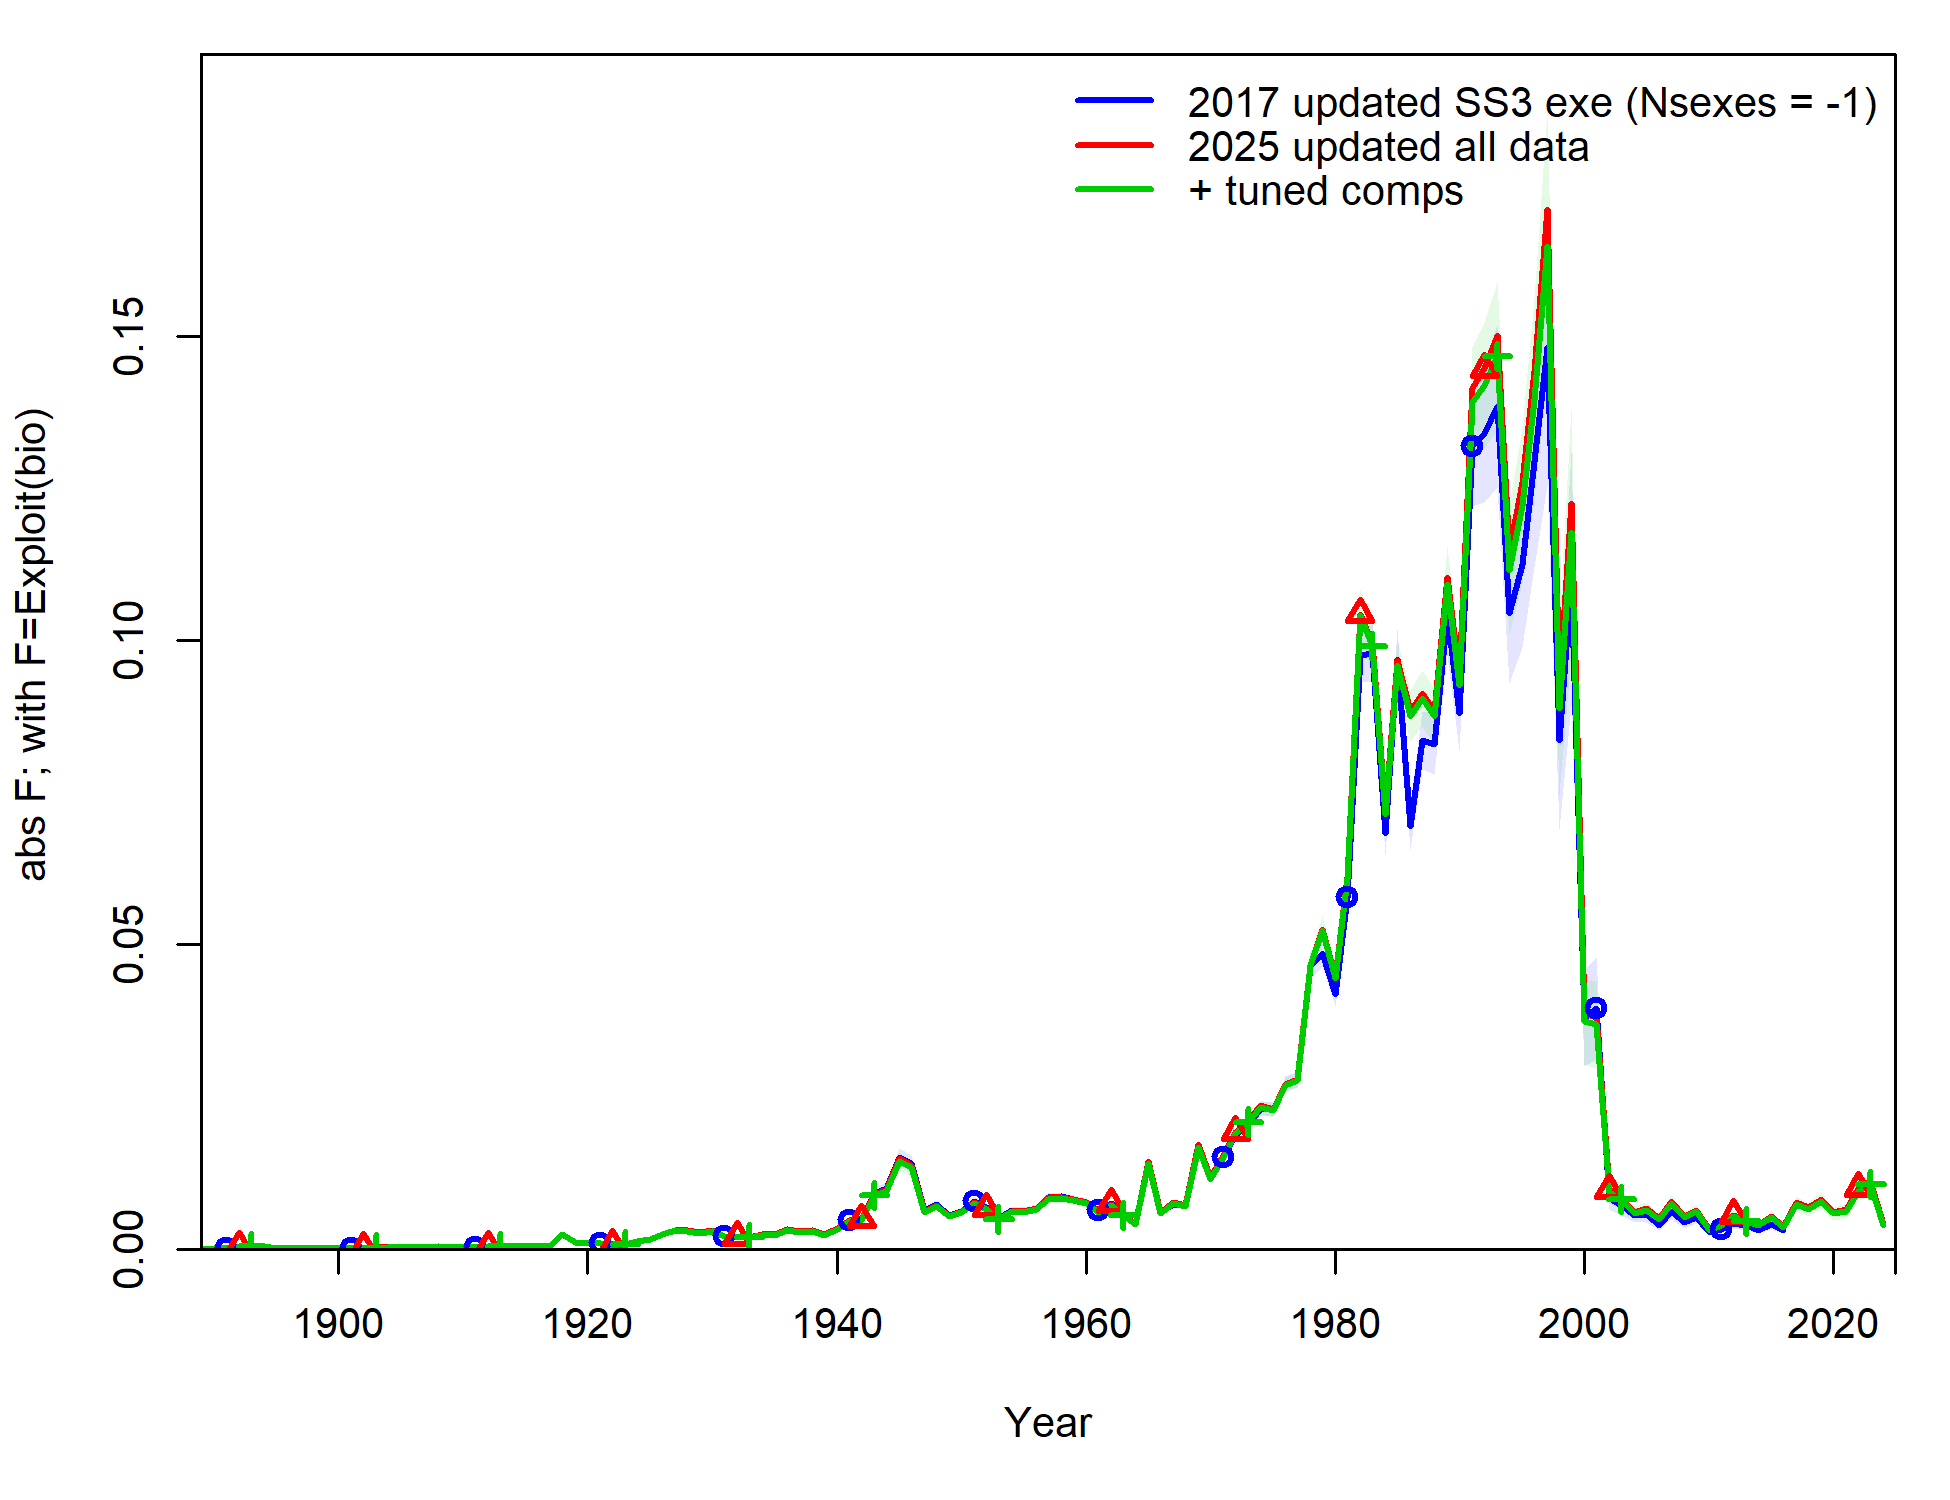 2017 updated SS3 exe (Nsexes = -1)
2025 updated all data
+ tuned comps
abs F; with F=Exploit(bio)
0.15
0.10
0.05
0.00
1900 1920 1940 1960 1980 2000 2020
Year